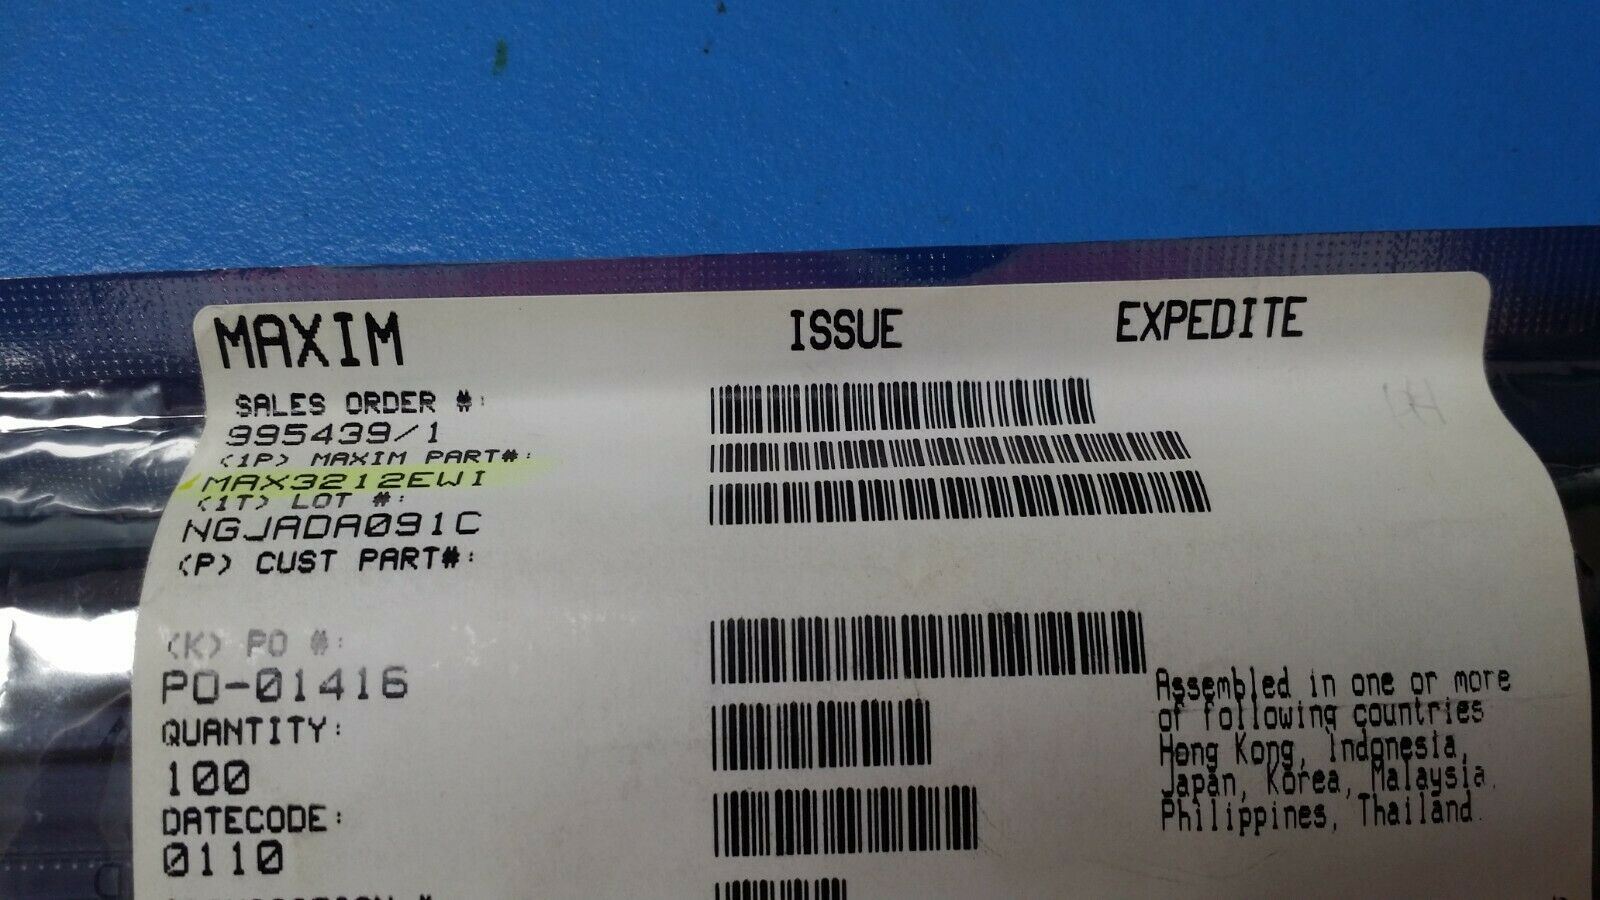 MAXIM ISSUE EXPEDITE
SALES ORDER #:
995439/1
(1P) MAXIM PART#:
MAX3212EWI
(1T) LOT #:
NGJADA091C
(P) CUST PART#:
(K) PO #:
PO-01416
QUANTITY:
100
DATECODE:
0110
Assembled in one or more
of following countries
Hong Kong, Indonesia,
Japan, Korea, Malaysia,
Philippines, Thailand.